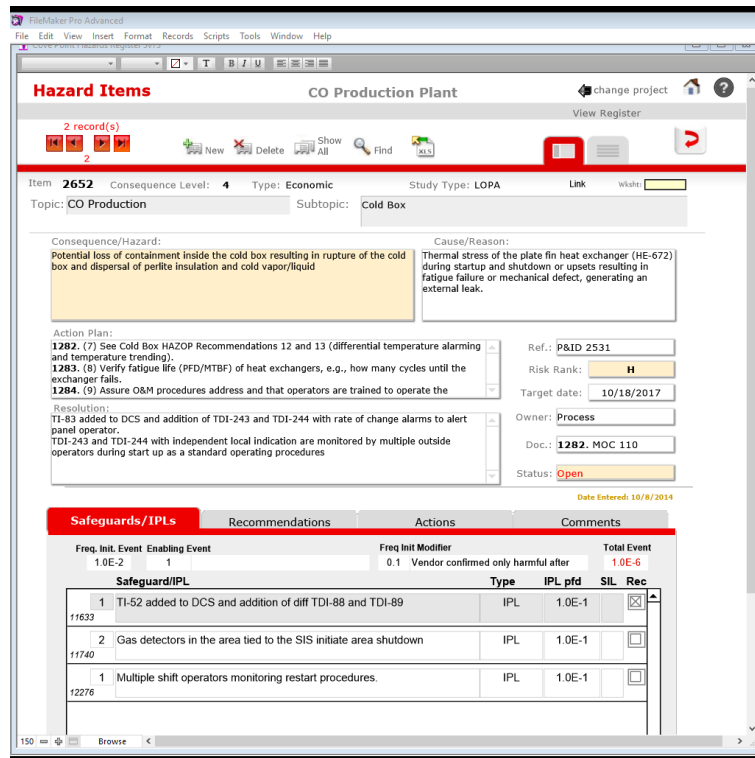 FileMaker Pro Advanced
File Edit View Insert Format Records Scripts Tools Window Help
Cove Point Hazards Register SV75
T B I U
Hazard Items
CO Production Plant
change project
?
View Register
2 record(s)
2
New
Delete
Show All
Find
XLS
Item 2652 Consequence Level: 4 Type: Economic Study Type: LOPA Link Wksht:
Topic: CO Production Subtopic: Cold Box
Consequence/Hazard:
Potential loss of containment inside the cold box resulting in rupture of the cold
box and dispersal of perlite insulation and cold vapor/liquid
Cause/Reason:
Thermal stress of the plate fin heat exchanger (HE-672)
during startup and shutdown or upsets resulting in
fatigue failure or mechanical defect, generating an
external leak.
Action Plan:
1282. (7) See Cold Box HAZOP Recommendations 12 and 13 (differential temperature alarming
and temperature trending).
1283. (8) Verify fatigue life (PFD/MTBF) of heat exchangers, e.g., how many cycles until the
exchanger fails.
1284. (9) Assure O&M procedures address and that operators are trained to operate the
Resolution:
TI-83 added to DCS and addition of TDI-243 and TDI-244 with rate of change alarms to alert
panel operator.
TDI-243 and TDI-244 with independent local indication are monitored by multiple outside
operators during start up as a standard operating procedures
Ref.: P&ID 2531
Risk Rank: H
Target date: 10/18/2017
Owner: Process
Doc.: 1282. MOC 110
Status: Open
Date Entered: 10/8/2014
Safeguards/IPLs Recommendations Actions Comments
Freq. Init. Event Enabling Event Freq Init Modifier Total Event
1.0E-2 1 0.1 Vendor confirmed only harmful after 1.0E-6
Safeguard/IPL Type IPL pfd SIL Rec
1 TI-52 added to DCS and addition of diff TDI-88 and TDI-89 IPL 1.0E-1
11633
2 Gas detectors in the area tied to the SIS initiate area shutdown IPL 1.0E-1
11740
1 Multiple shift operators monitoring restart procedures. IPL 1.0E-1
12276
150 Browse